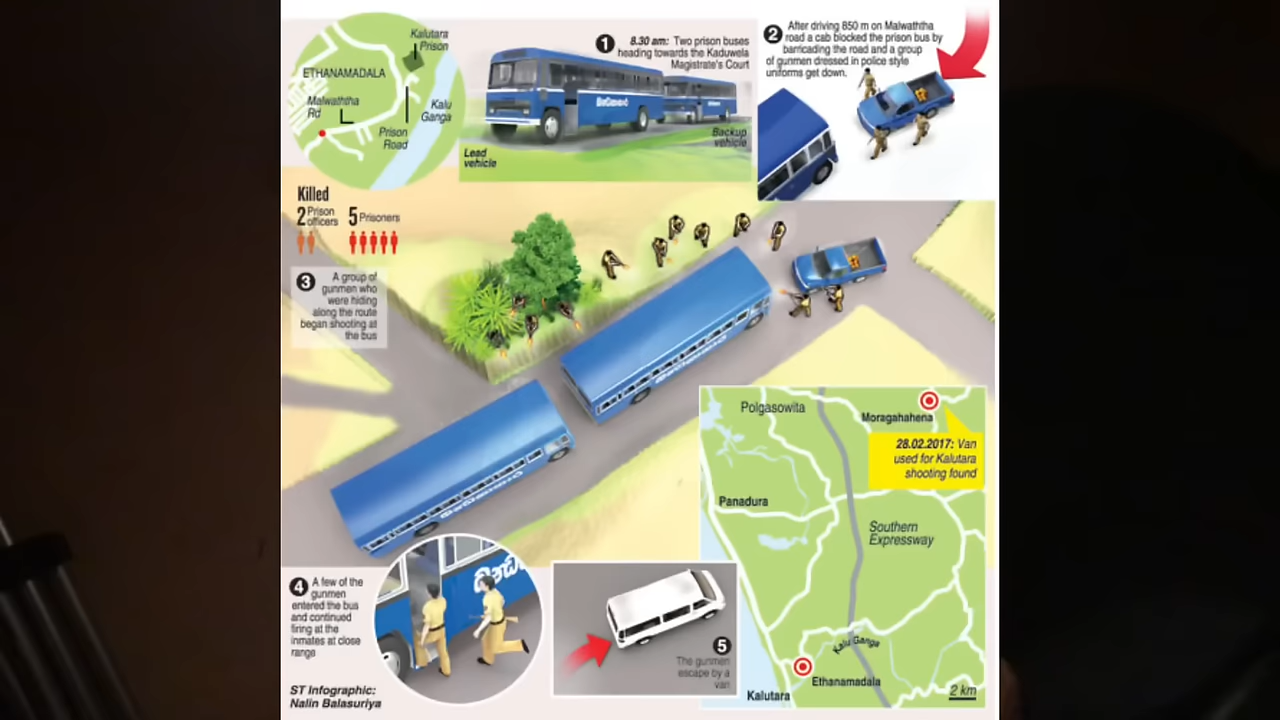 Kalutara
Prison
ETHANAMADALA
Malwaththa
Rd
Kalu
Ganga
Prison
Road
1 8.30 am: Two prison buses
heading towards the Kaduwela
Magistrate's Court
Lead
vehicle
Backup
vehicle
2 After driving 850 m on Malwaththa
road a cab blocked the prison bus by
barricading the road and a group
of gunmen dressed in police style
uniforms get down.
Killed
2 Prison
officers
5 Prisoners
3 A group of
gunmen who
were hiding
along the route
began shooting at
the bus
Polgasowita
Moragahahena
28.02.2017: Van
used for Kalutara
shooting found
Panadura
Southern
Expressway
Kalu Ganga
Ethanamadala
Kalutara
2 km
4 A few of the
gunmen
entered the bus
and continued
firing at the
inmates at close
range
5
The gunmen
escape by a
van
ST Infographic:
Nalin Balasuriya